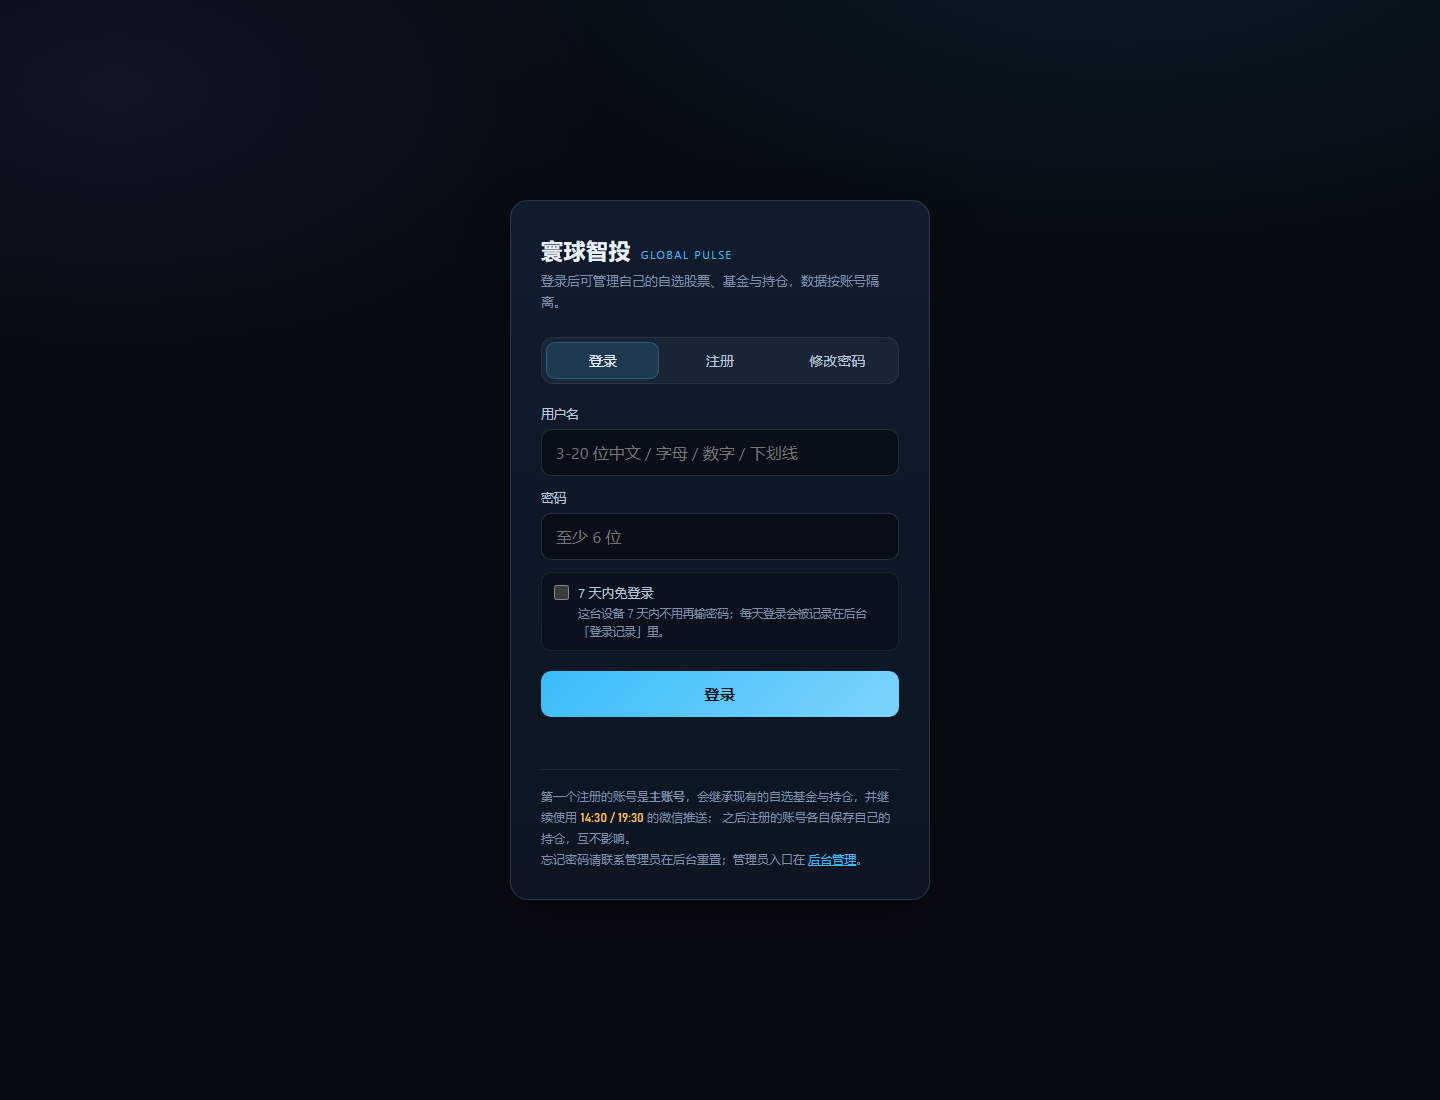 寰球智投 GLOBAL PULSE
登录后可管理自己的自选股票、基金与持仓，数据按账号隔
离。
登录 注册 修改密码
用户名
3-20 位中文 / 字母 / 数字 / 下划线
密码
至少 6 位
7 天内免登录
这台设备 7 天内不用再输密码；每天登录会被记录在后台
「登录记录」里。
登录
第一个注册的账号是主账号，会继承现有的自选基金与持仓，并继
续使用 14:30 / 19:30 的微信推送； 之后注册的账号各自保存自己的
持仓，互不影响。
忘记密码请联系管理员在后台重置；管理员入口在 后台管理。